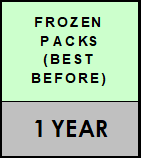 FROZEN
PACKS
(BEST
BEFORE)
1 YEAR